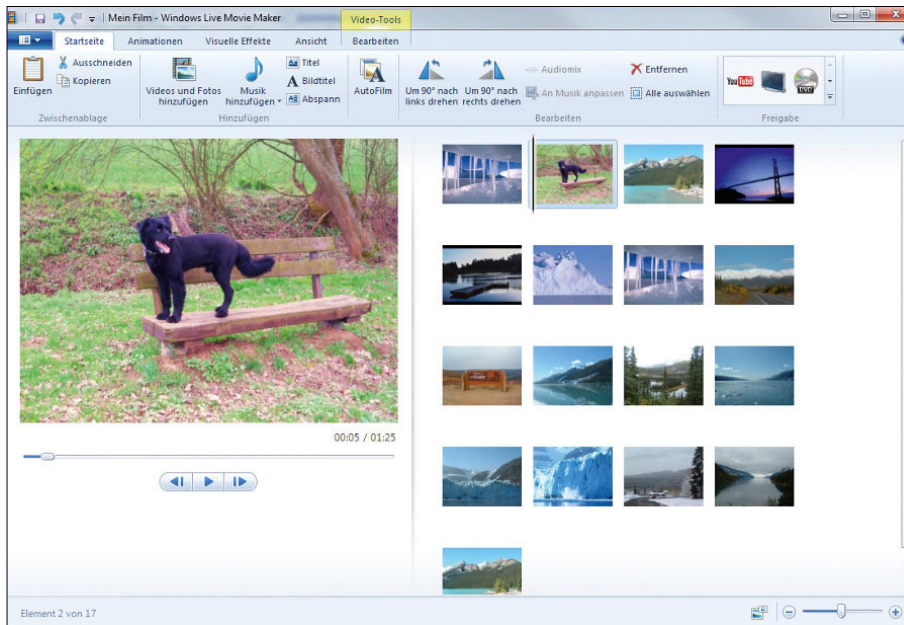 Mein Film - Windows Live Movie Maker
Video-Tools
Startseite Animationen Visuelle Effekte Ansicht Bearbeiten
Einfügen
Ausschneiden
Kopieren
Zwischenablage
Videos und Fotos
hinzufügen
Musik
hinzufügen
Titel
Bildtitel
Abspann
Hinzufügen
AutoFilm
Um 90° nach
links drehen
Um 90° nach
rechts drehen
Audiomix
An Musik anpassen
Entfernen
Alle auswählen
Bearbeiten
YouTube
DVD
Freigabe
00:05 / 01:25
Element 2 von 17